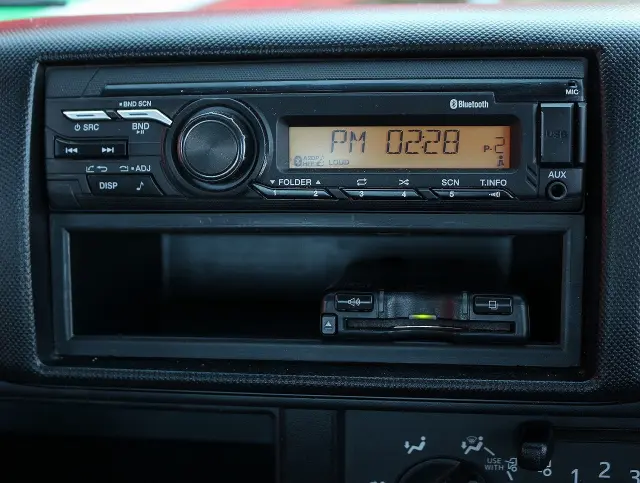 MIC
BND SCN
Bluetooth
SRC
BND
USB
PM 02:28
P-2
LOUD
ADJ
DISP
FOLDER
SCN
T.INFO
AUX
1 2 3 4 5
USE
WITH
1 2 3